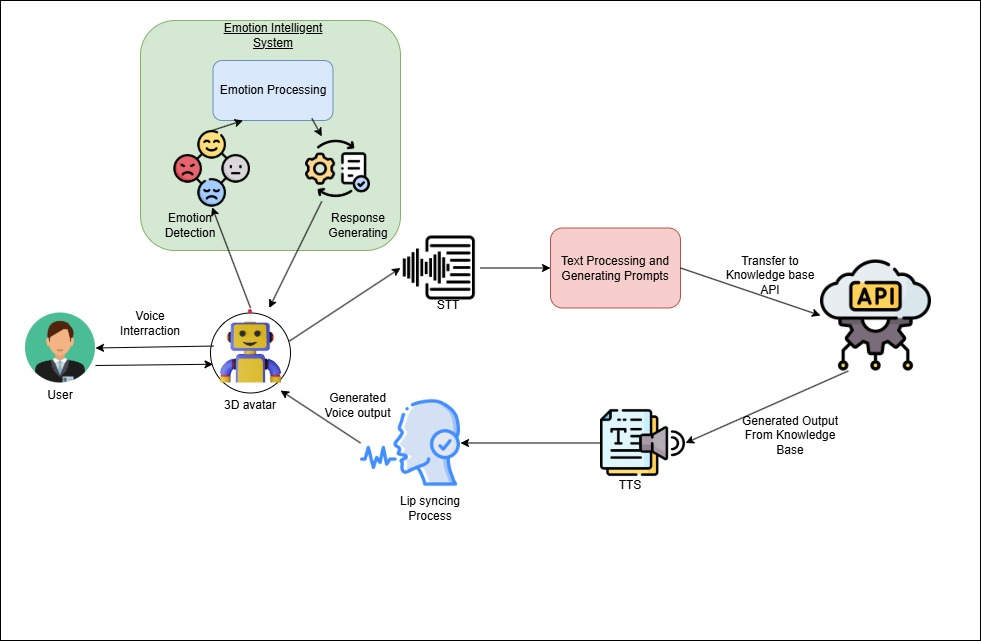 Emotion Intelligent
System
Emotion Processing
Emotion
Detection
Response
Generating
STT
Text Processing and
Generating Prompts
Transfer to
Knowledge base
API
API
Voice
Interraction
User
3D avatar
Generated
Voice output
Lip syncing
Process
T
TTS
Generated Output
From Knowledge
Base